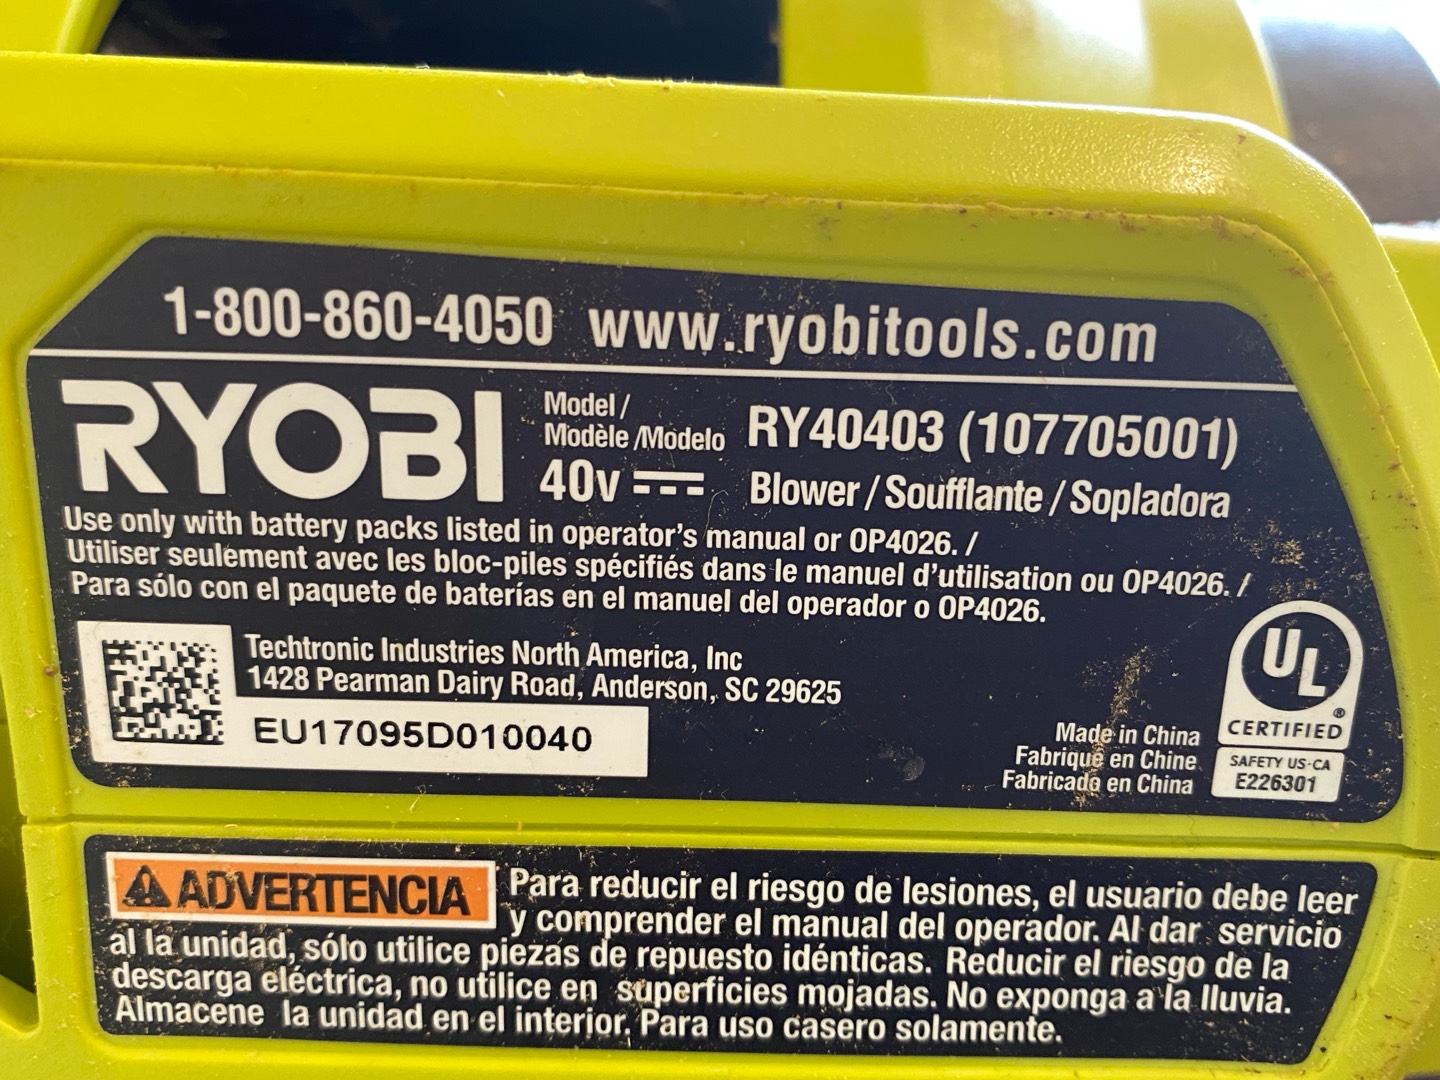 1-800-860-4050 www.ryobitools.com
RYOBI
Model /
Modèle /Modelo RY40403 (107705001)
40v Blower / Soufflante / Sopladora
Use only with battery packs listed in operator's manual or OP4026. /
Utiliser seulement avec les bloc-piles spécifiés dans le manuel d'utilisation ou OP4026. /
Para sólo con el paquete de baterías en el manuel del operador o OP4026.
Techtronic Industries North America, Inc
1428 Pearman Dairy Road, Anderson, SC 29625
EU17095D010040
Made in China
Fabriqué en Chine
Fabricado en China
UL
®
CERTIFIED
SAFETY US-CA
E226301
ADVERTENCIA Para reducir el riesgo de lesiones, el usuario debe leer
y comprender el manual del operador. Al dar servicio
al la unidad, sólo utilice piezas de repuesto idénticas. Reducir el riesgo de la
descarga eléctrica, no utilice en superficies mojadas. No exponga a la lluvia.
Almacene la unidad en el interior. Para uso casero solamente.